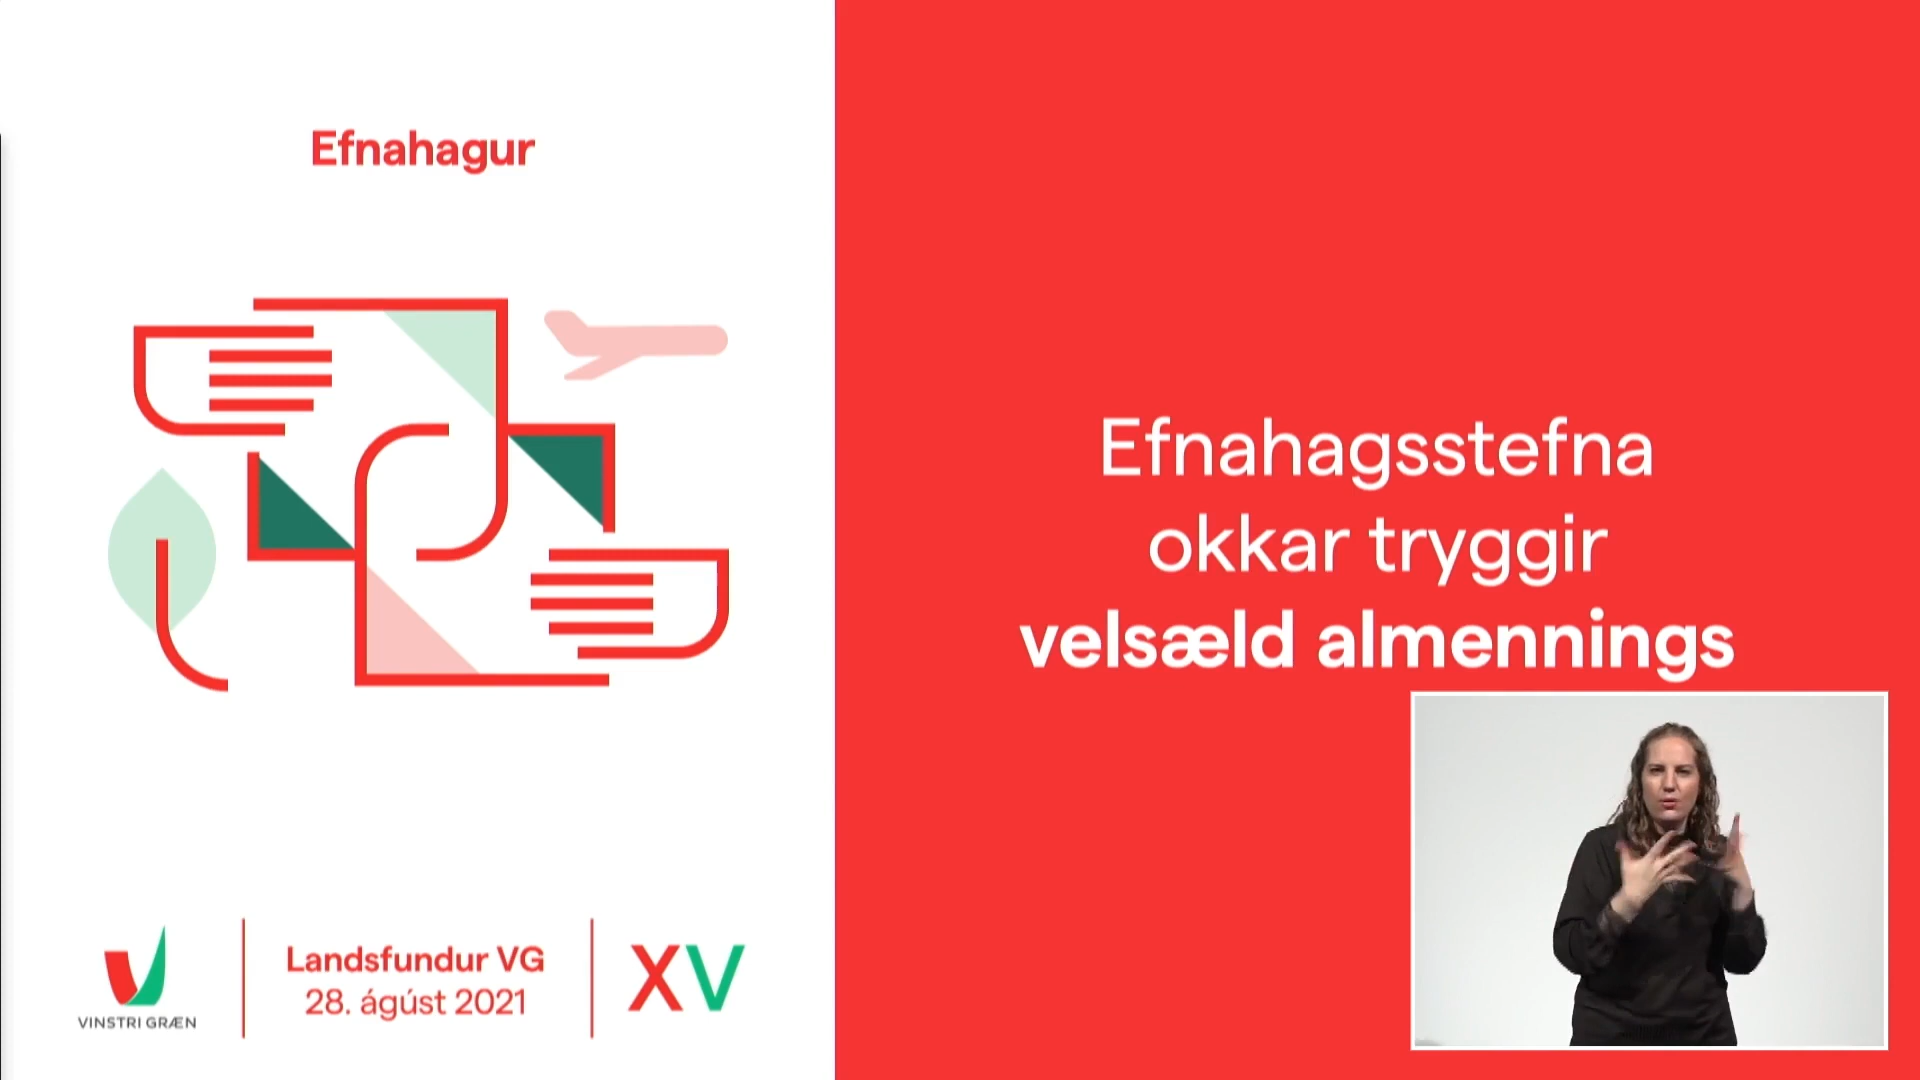 Efnahagur
Efnahagsstefna
okkar tryggir
velsæld almennings
VINSTRI GRÆN
Landsfundur VG
28. ágúst 2021
XV